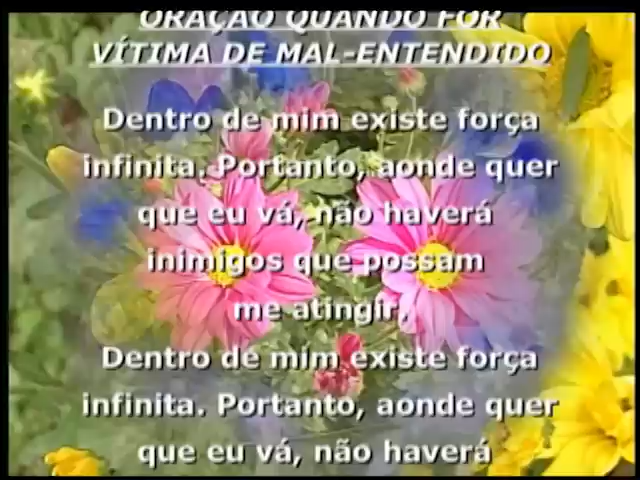 ORAÇÃO QUANDO FOR
VÍTIMA DE MAL-ENTENDIDO
Dentro de mim existe força
infinita. Portanto, aonde quer
que eu vá, não haverá
inimigos que possam
me atingir.
Dentro de mim existe força
infinita. Portanto, aonde quer
que eu vá, não haverá